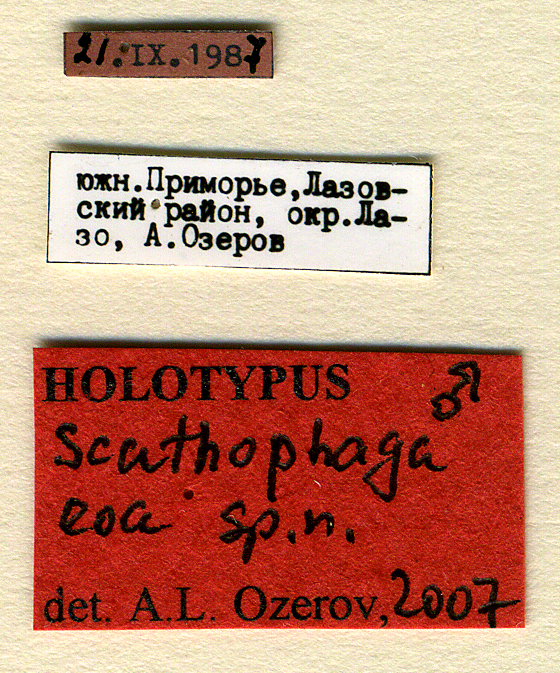 21.IX.1987
южн.Приморье,Лазов-
ский район, окр.Ла-
зо, А.Озеров
HOLOTYPUS ♂
Scathophaga
eoa sp.n.
det. A.L. Ozerov, 2007